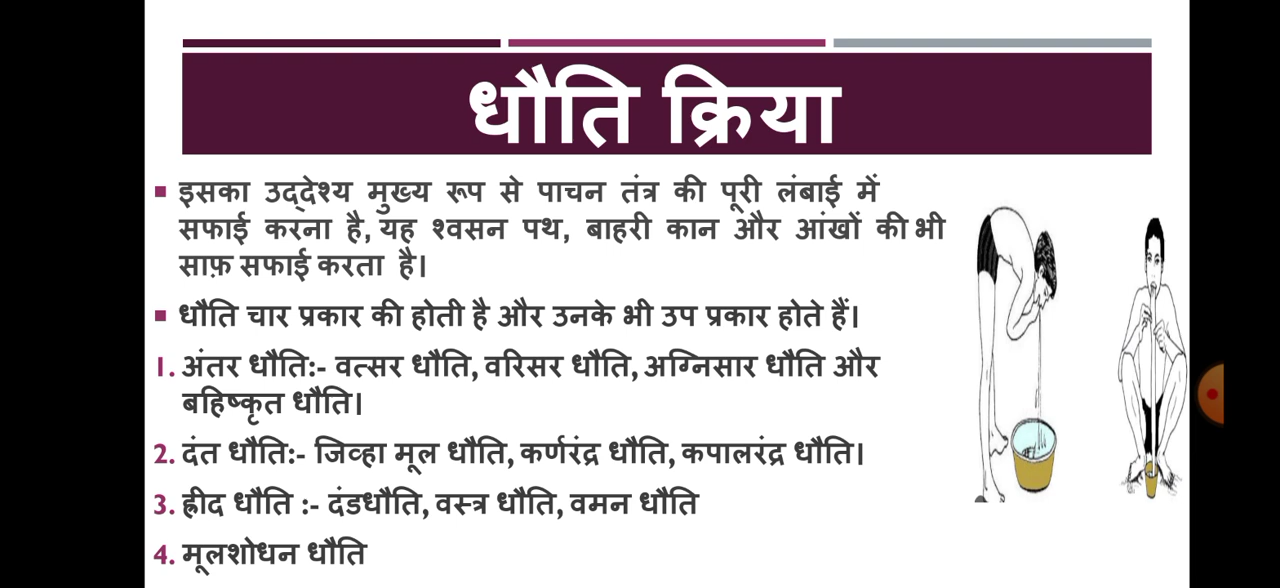 धौति क्रिया
▪ इसका उद्देश्य मुख्य रूप से पाचन तंत्र की पूरी लंबाई में
सफाई करना है, यह श्वसन पथ, बाहरी कान और आंखों की भी
साफ़ सफाई करता है।
▪ धौति चार प्रकार की होती है और उनके भी उप प्रकार होते हैं।
1. अंतर धौति:- वत्सर धौति, वरिसर धौति, अग्निसार धौति और
बहिष्कृत धौति।
2. दंत धौति:- जिव्हा मूल धौति, कर्णरंद्र धौति, कपालरंद्र धौति।
3. ह्रीद धौति :- दंडधौति, वस्त्र धौति, वमन धौति
4. मूलशोधन धौति